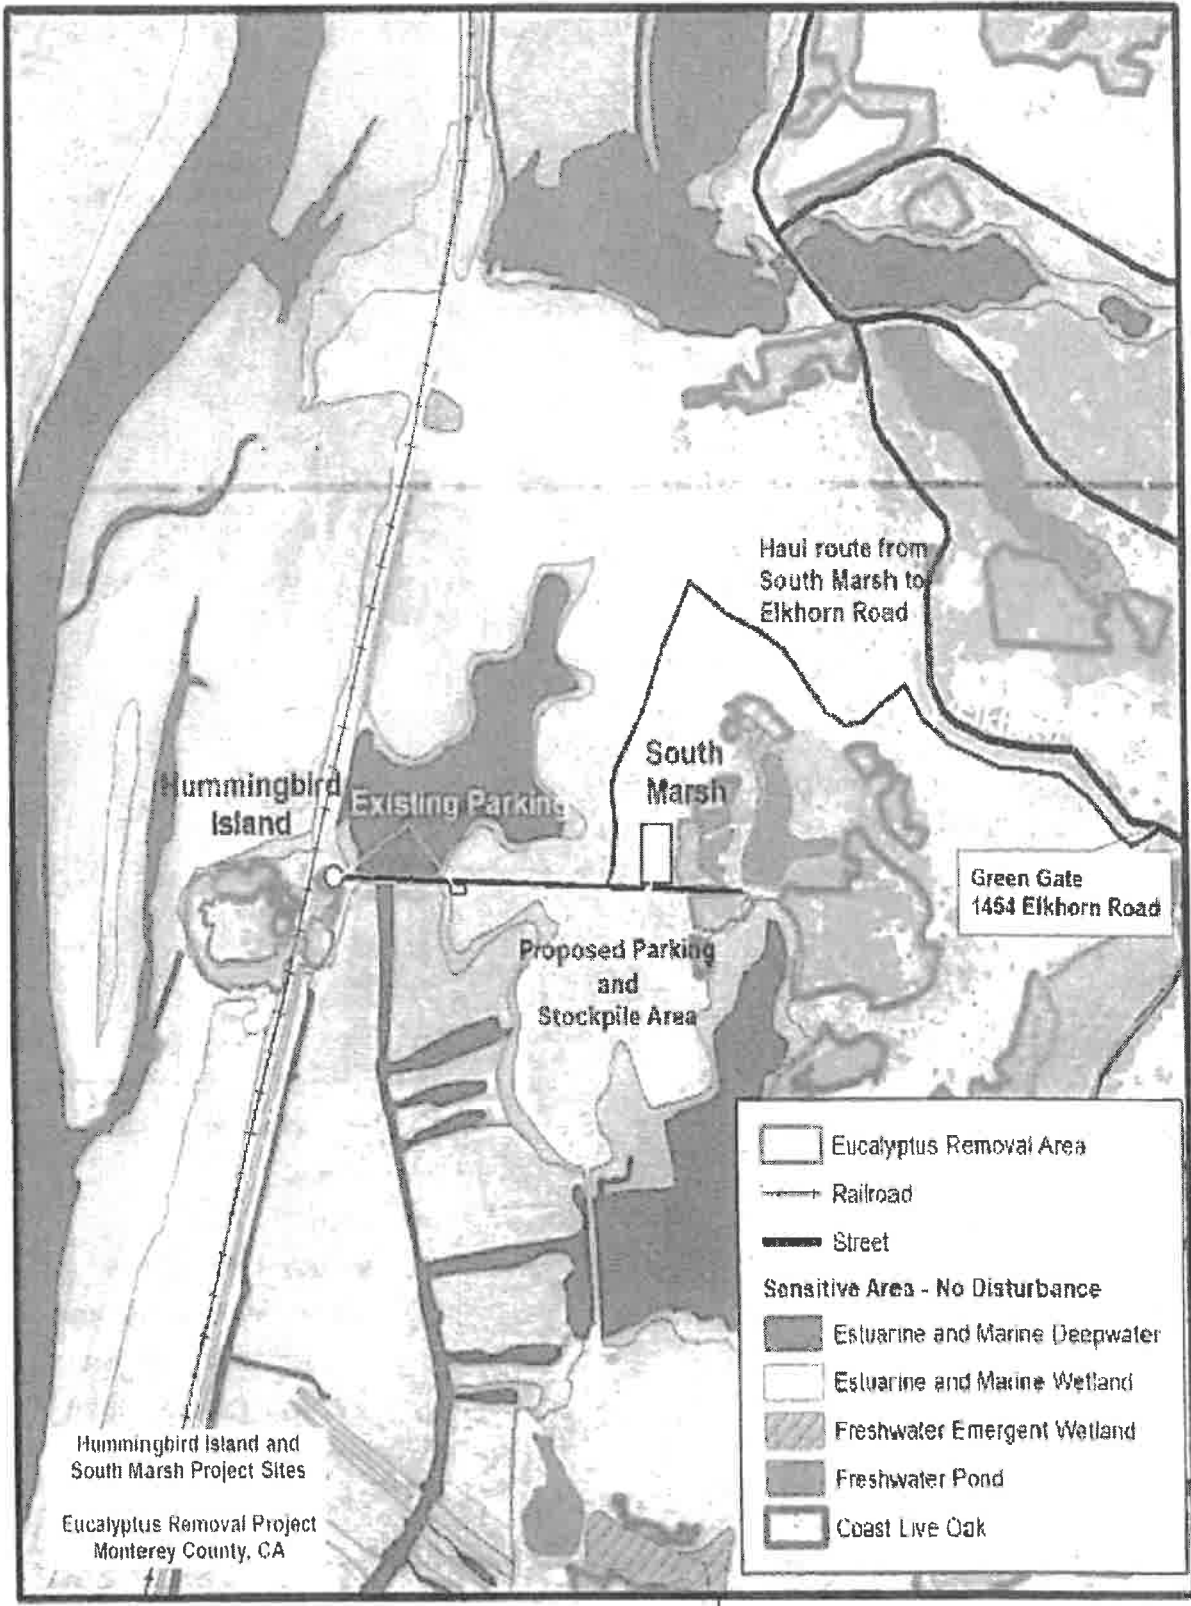 Haul route from
South Marsh to
Elkhorn Road
South
Marsh
Hummingbird
Island
Existing Parking
Green Gate
1454 Elkhorn Road
Proposed Parking
and
Stockpile Area
Eucalyptus Removal Area
Railroad
Street
Sensitive Area - No Disturbance
Estuarine and Marine Deepwater
Estuarine and Marine Wetland
Freshwater Emergent Wetland
Freshwater Pond
Coast Live Oak
Hummingbird Island and
South Marsh Project Sites
Eucalyptus Removal Project
Monterey County, CA